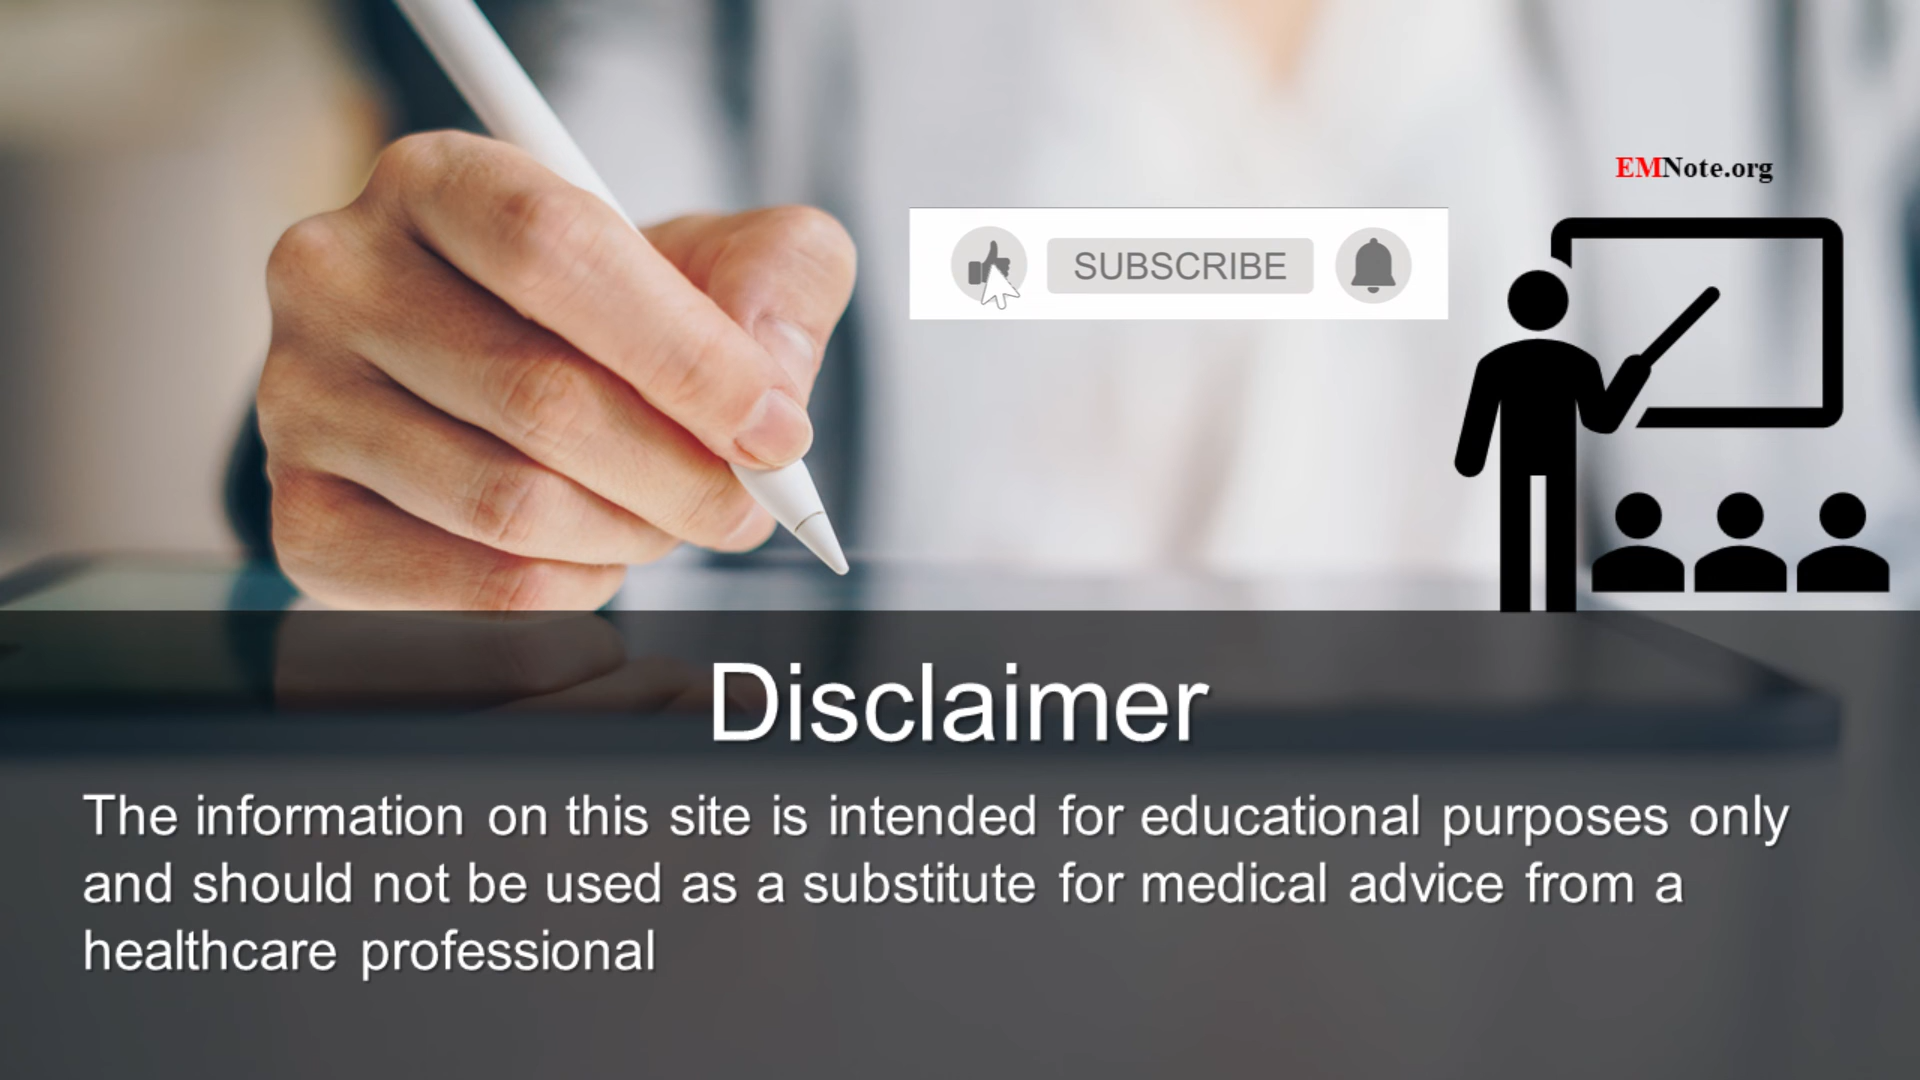 EMNote.org
SUBSCRIBE
Disclaimer
The information on this site is intended for educational purposes only
and should not be used as a substitute for medical advice from a
healthcare professional